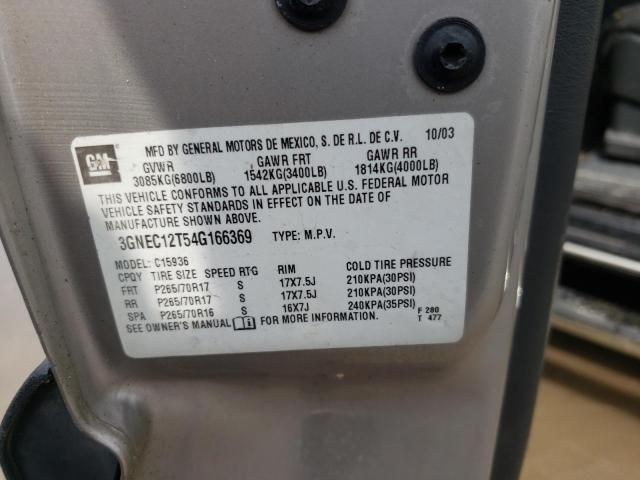 GM
MFD BY GENERAL MOTORS DE MEXICO, S. DE R.L. DE C.V. 10/03
GVWR GAWR FRT GAWR RR
3085KG(6800LB) 1542KG(3400LB) 1814KG(4000LB)
THIS VEHICLE CONFORMS TO ALL APPLICABLE U.S. FEDERAL MOTOR
VEHICLE SAFETY STANDARDS IN EFFECT ON THE DATE OF
MANUFACTURE SHOWN ABOVE.
3GNEC12T54G166369 TYPE: M.P.V.
MODEL: C15936
CPQY TIRE SIZE SPEED RTG RIM COLD TIRE PRESSURE
FRT P265/70R17 S 17X7.5J 210KPA(30PSI)
RR P265/70R17 S 17X7.5J 210KPA(30PSI)
SPA P265/70R16 S 16X7J 240KPA(35PSI)
SEE OWNER'S MANUAL FOR MORE INFORMATION.
F 280
T 477